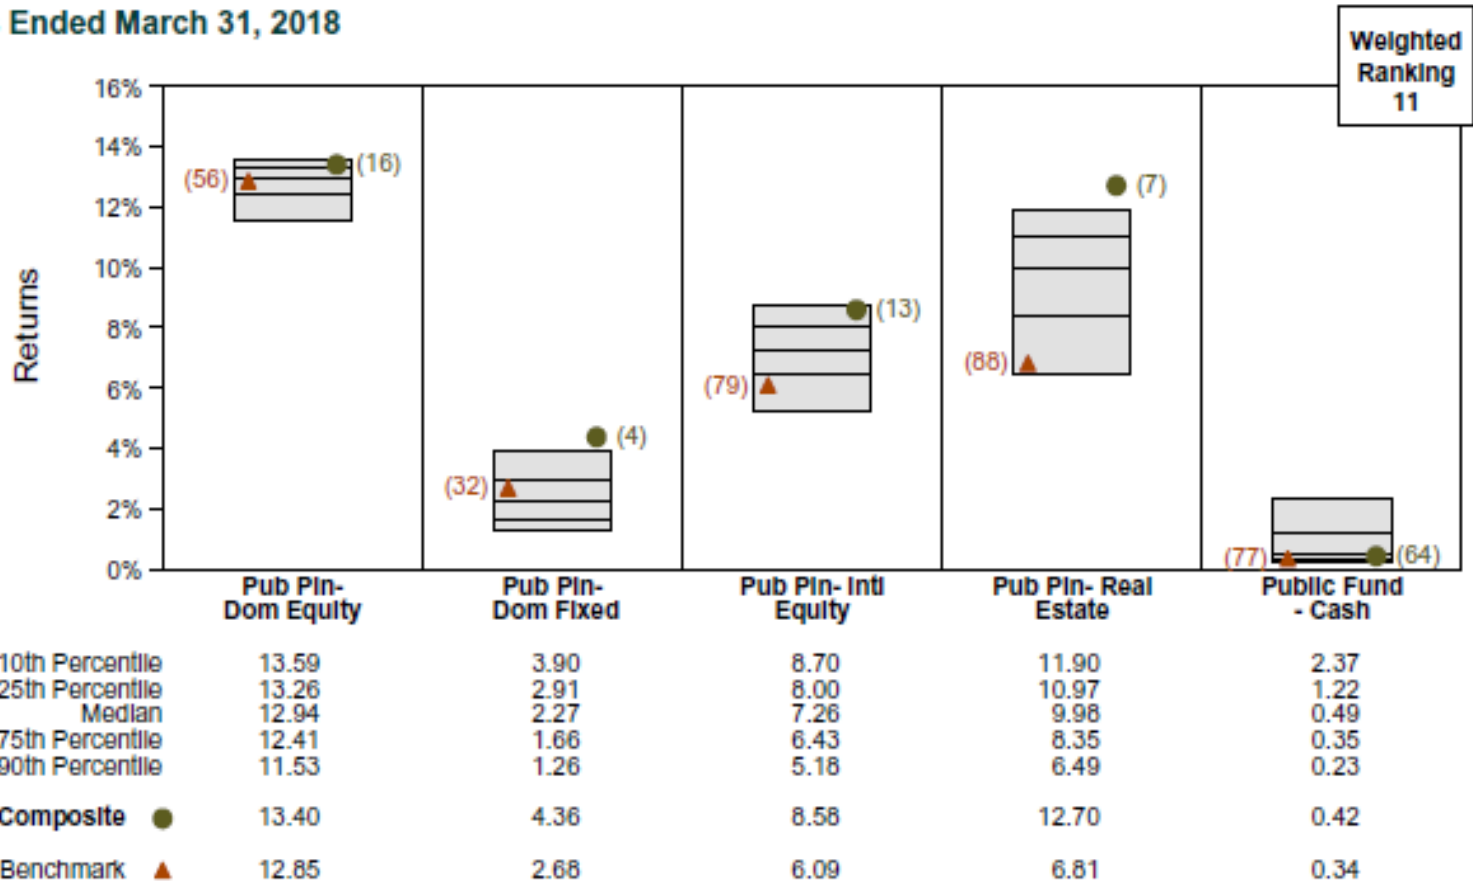 Ended March 31, 2018
Weighted
Ranking
11
16%
14%
12%
10%
8%
6%
4%
2%
0%
Returns
(56)
(16)
(32)
(4)
(79)
(13)
(88)
(7)
(77)
(64)
Pub Pln-
Dom Equity
Pub Pln-
Dom Fixed
Pub Pln- Intl
Equity
Pub Pln- Real
Estate
Public Fund
- Cash
10th Percentile 13.59 3.90 8.70 11.90 2.37
25th Percentile 13.26 2.91 8.00 10.97 1.22
Median 12.94 2.27 7.26 9.98 0.49
75th Percentile 12.41 1.66 6.43 8.35 0.35
90th Percentile 11.53 1.26 5.18 6.49 0.23
Composite 13.40 4.36 8.58 12.70 0.42
Benchmark 12.85 2.68 6.09 6.81 0.34